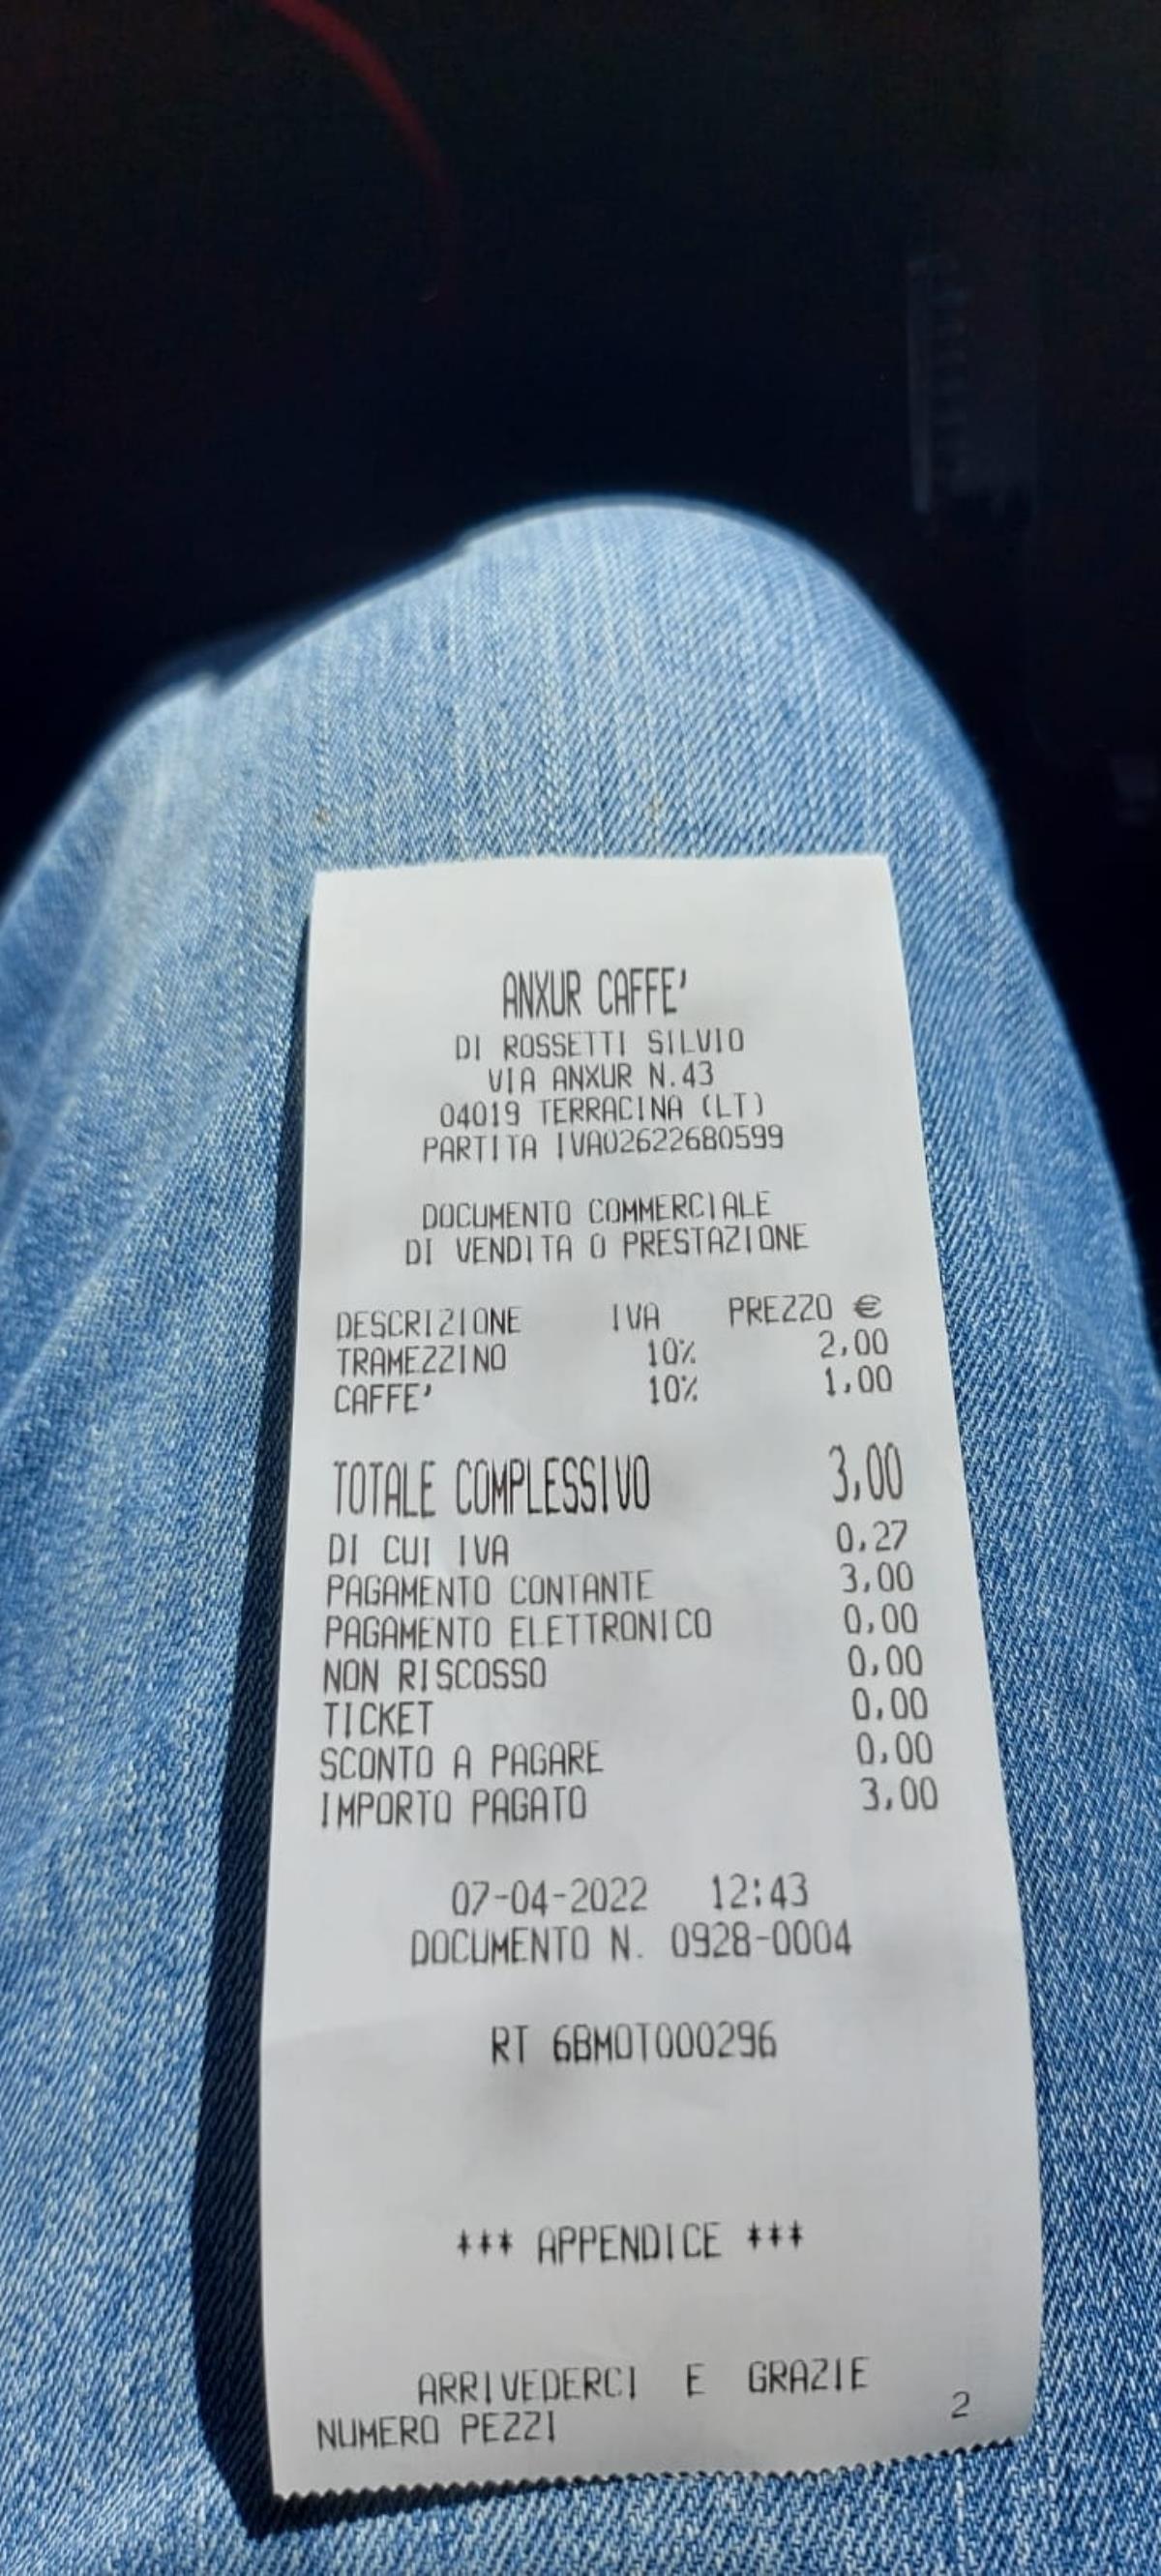 ANXUR CAFFE'
DI ROSSETTI SILVIO
VIA ANXUR N.43
04019 TERRACINA (LT)
PARTITA IVA02622680599
DOCUMENTO COMMERCIALE
DI VENDITA O PRESTAZIONE
DESCRIZIONE IVA PREZZO €
TRAMEZZINO 10% 2,00
CAFFE' 10% 1,00
TOTALE COMPLESSIVO 3,00
DI CUI IVA 0,27
PAGAMENTO CONTANTE 3,00
PAGAMENTO ELETTRONICO 0,00
NON RISCOSSO 0,00
TICKET 0,00
SCONTO A PAGARE 0,00
IMPORTO PAGATO 3,00
07-04-2022 12:43
DOCUMENTO N. 0928-0004
RT 6BMOT000296
*** APPENDICE ***
ARRIVEDERCI E GRAZIE
NUMERO PEZZI 2